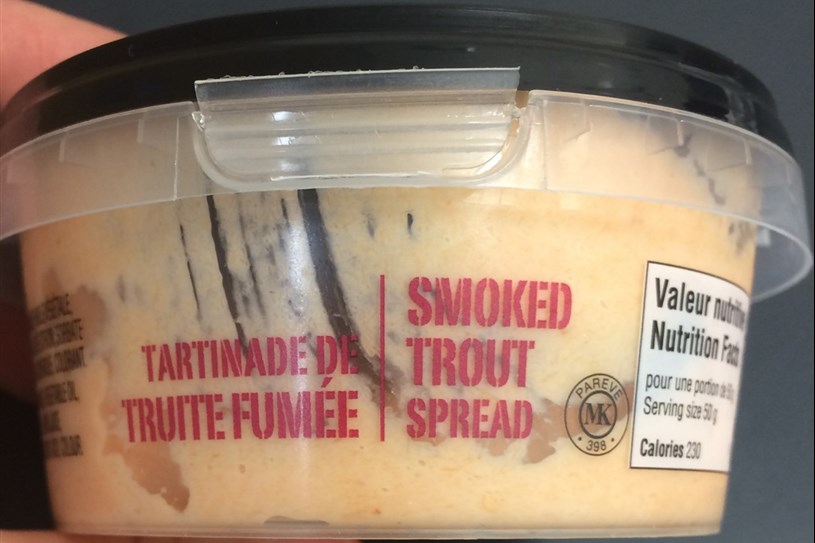 TARTINADE DE
TRUITE FUMÉE
SMOKED
TROUT
SPREAD
PAREVE
MK
398
Valeur nutritive
Nutrition Facts
pour une portion de 50 g
Serving size 50 g
Calories 230